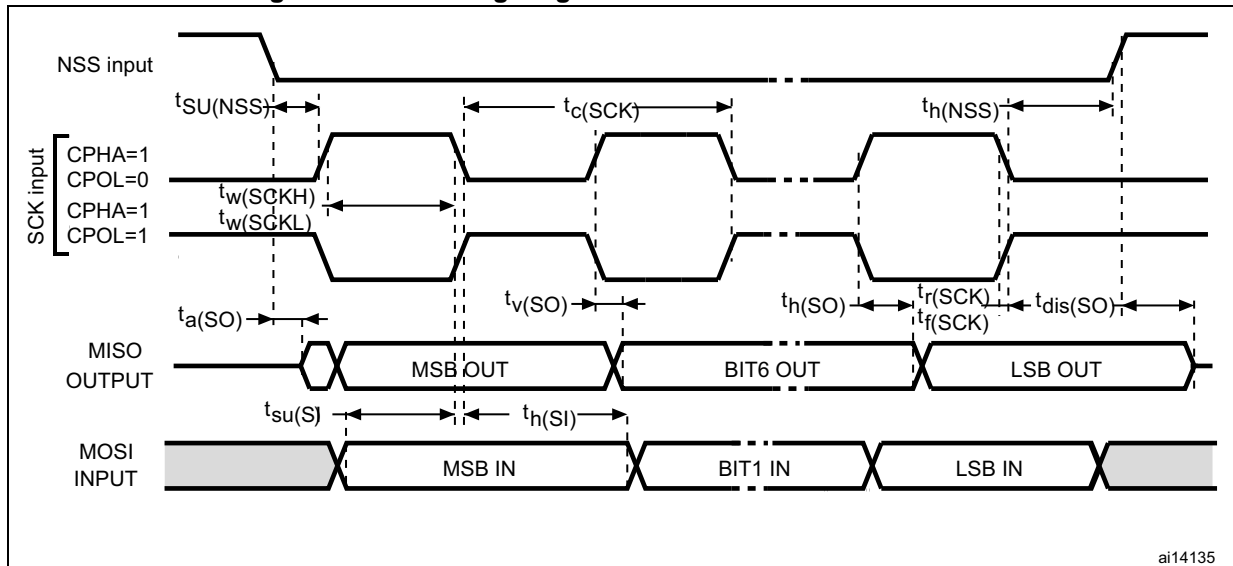 NSS input
tSU(NSS)
tc(SCK)
th(NSS)
SCK input
CPHA=1
CPOL=0
tw(SCKH)
CPHA=1
tw(SCKL)
CPOL=1
ta(SO)
tv(SO)
th(SO)
tr(SCK)
tf(SCK)
tdis(SO)
MISO
OUTPUT
MSB OUT
BIT6 OUT
LSB OUT
tsu(SI)
th(SI)
MOSI
INPUT
MSB IN
BIT1 IN
LSB IN
ai14135